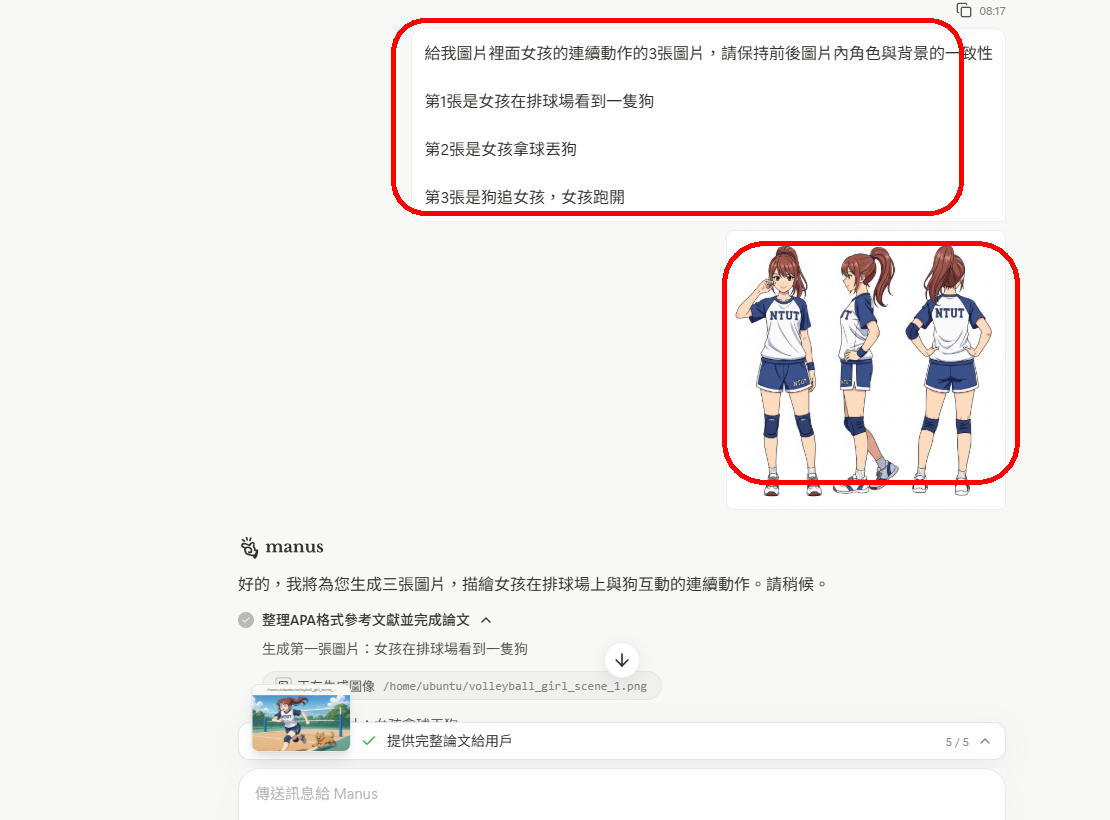 08:17
給我圖片裡面女孩的連續動作的3張圖片，請保持前後圖片內角色與背景的一致性
第1張是女孩在排球場看到一隻狗
第2張是女孩拿球丟狗
第3張是狗追女孩，女孩跑開
NTUT
NTUT
NTUT
NTUT
manus
好的，我將為您生成三張圖片，描繪女孩在排球場上與狗互動的連續動作。請稍候。
整理APA格式參考文獻並完成論文
生成第一張圖片：女孩在排球場看到一隻狗
正在生成圖像 /home/ubuntu/volleyball_girl_scene_1.png
：女孩拿球丟狗
提供完整論文給用戶
5 / 5
傳送訊息給 Manus